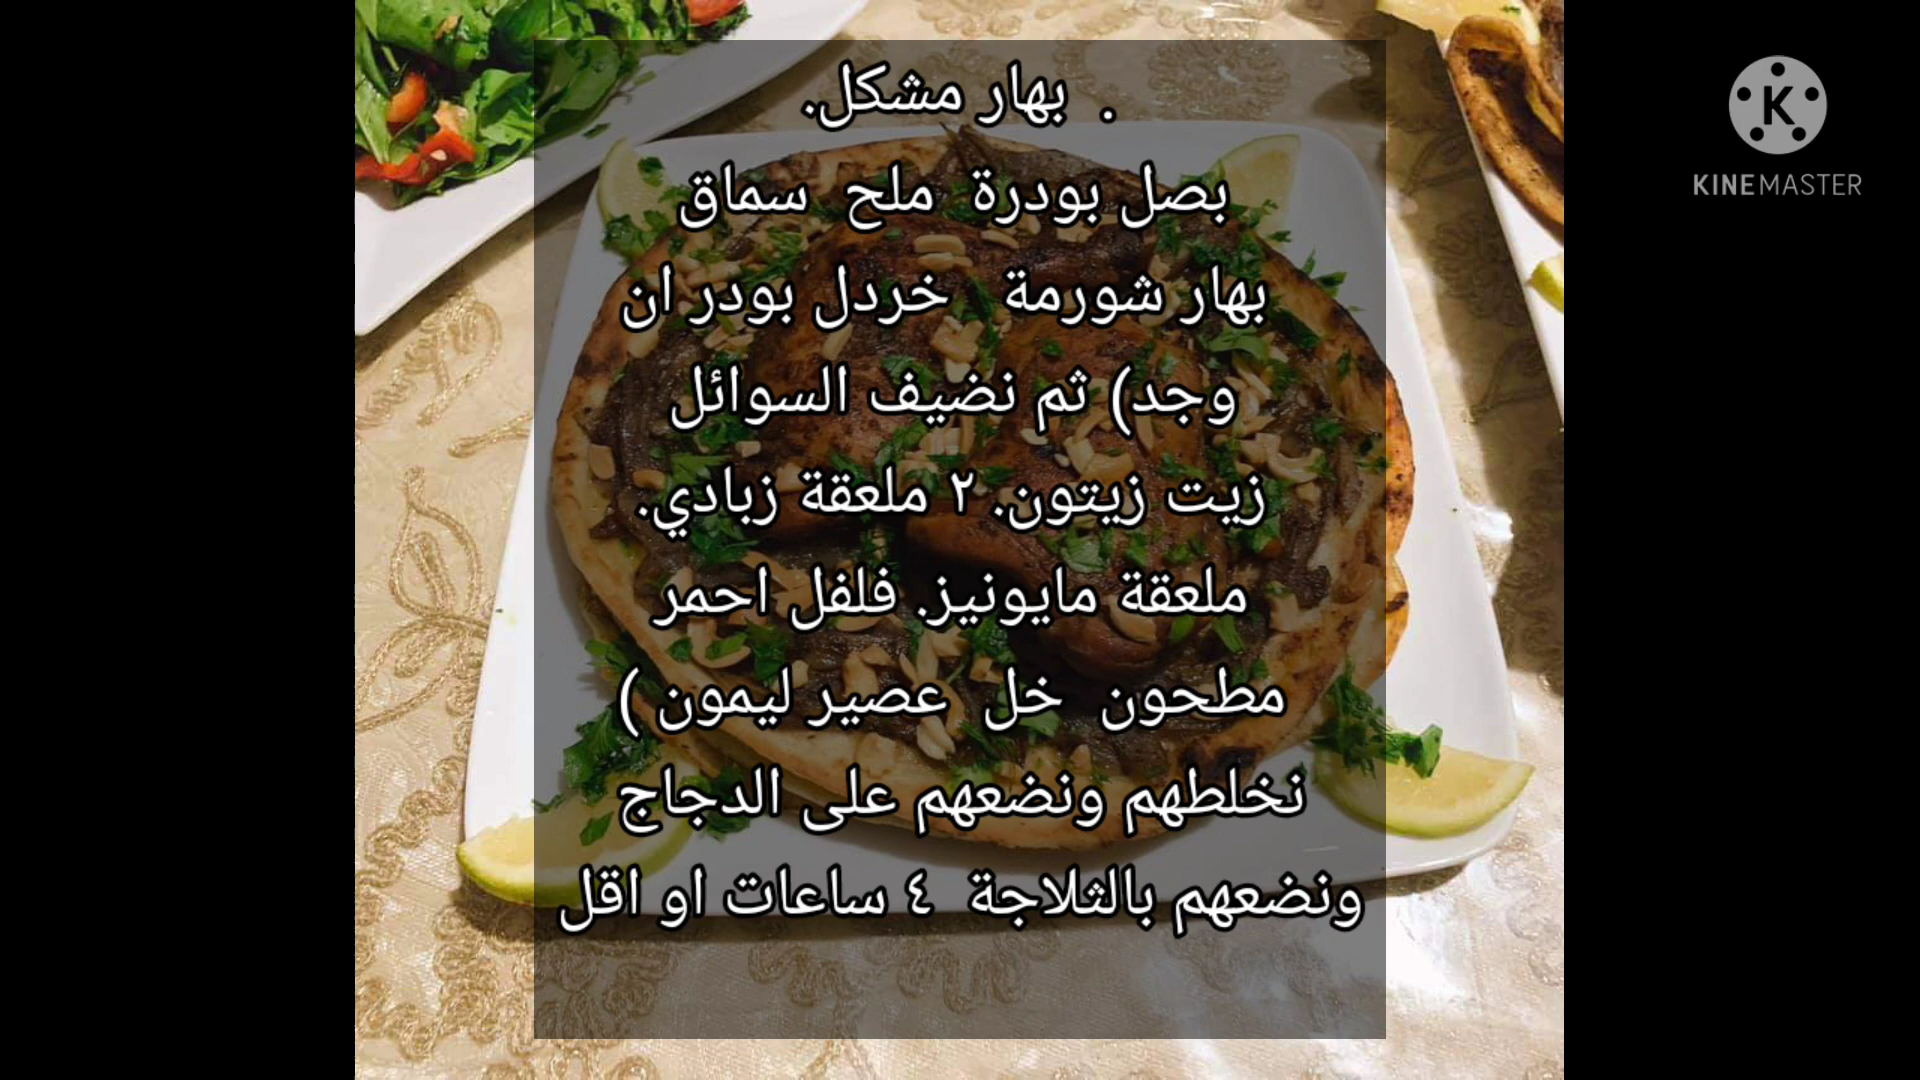 . بهار مشكل.
بصل بودرة ملح سماق
بهار شورمة خردل بودر ان
وجد) ثم نضيف السوائل
زيت زيتون. ٢ ملعقة زبادي.
ملعقة مايونيز. فلفل احمر
مطحون خل عصير ليمون )
نخلطهم ونضعهم على الدجاج
ونضعهم بالثلاجة ٤ ساعات او اقل
K
KINEMASTER